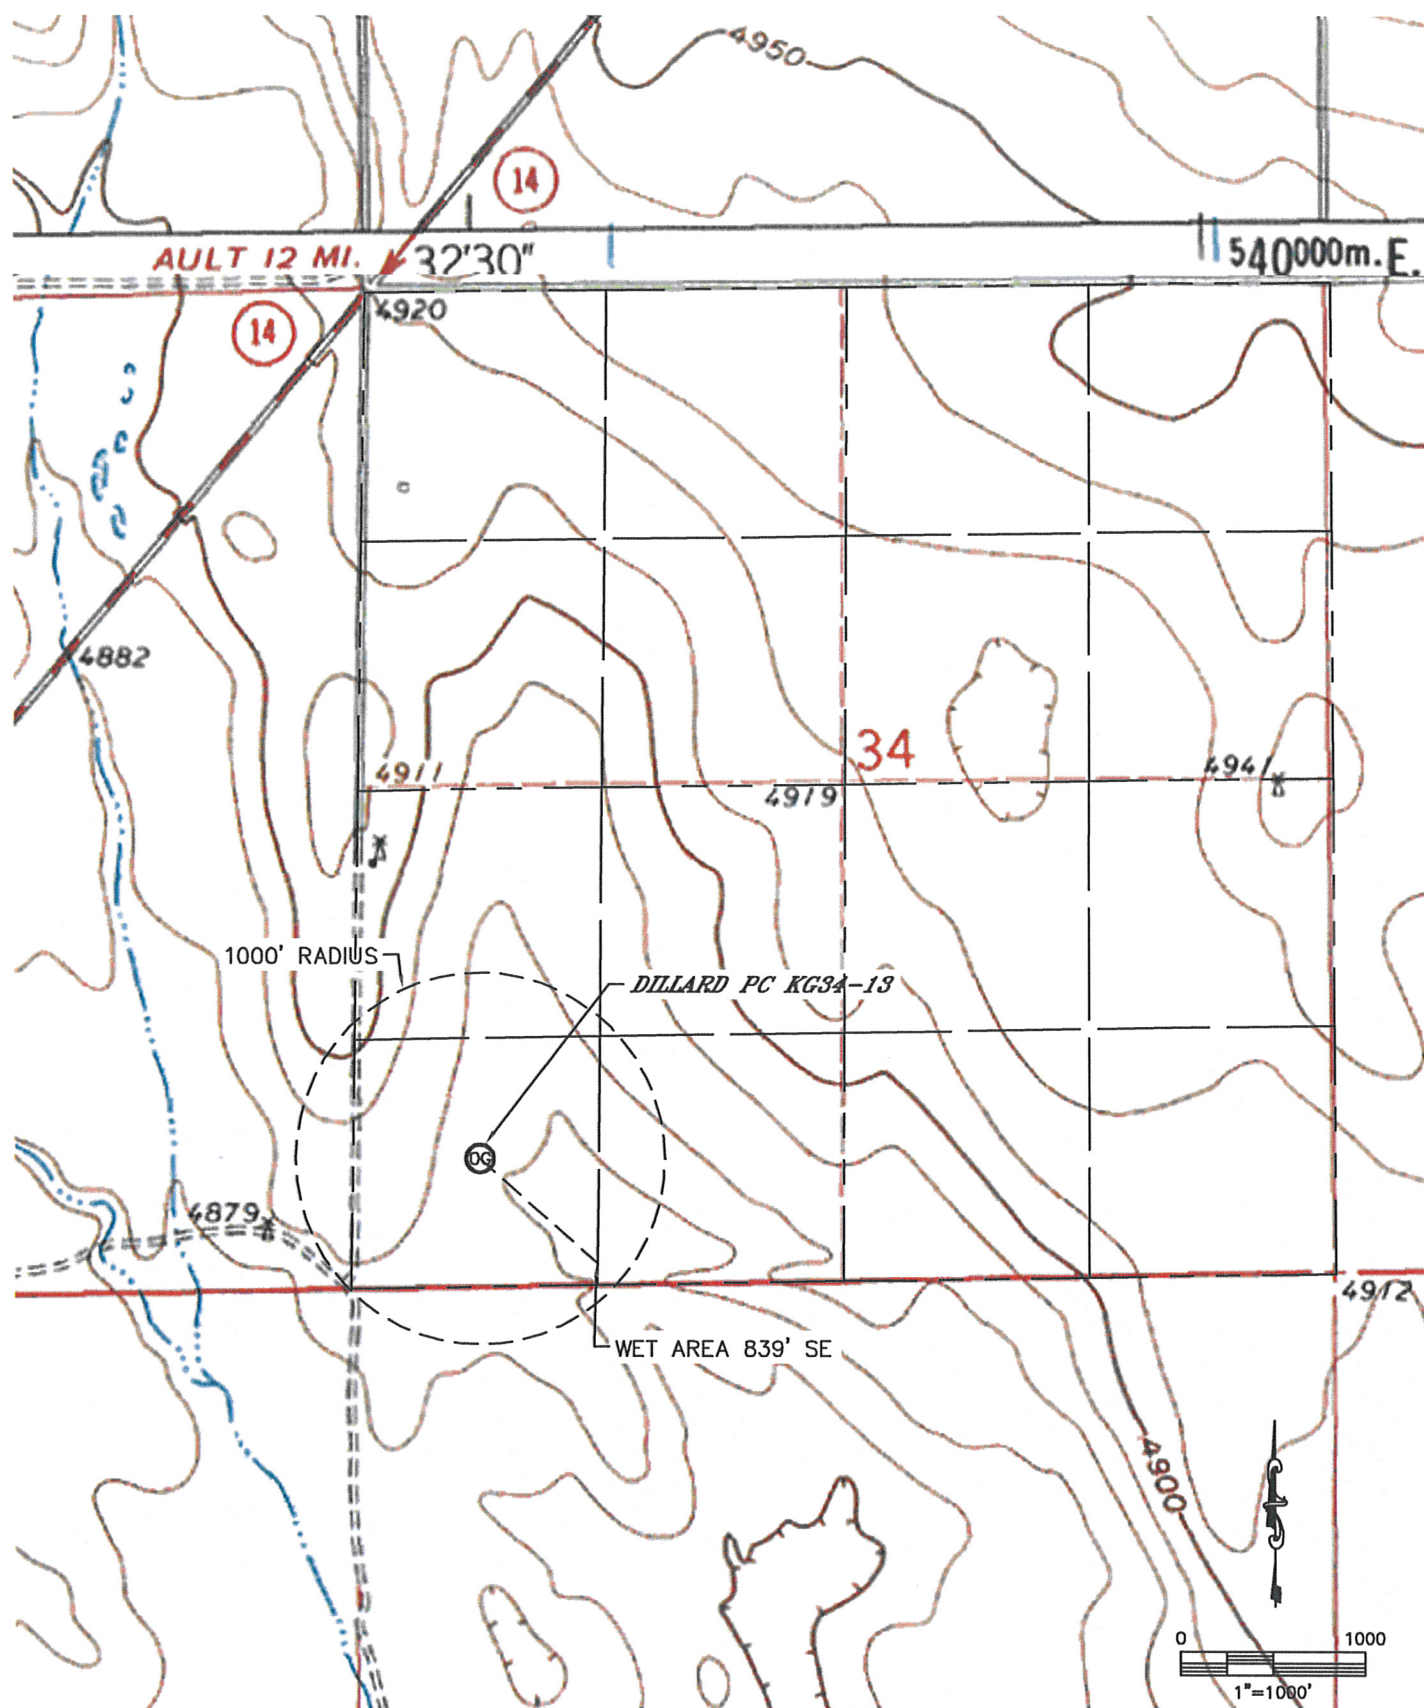 4950
14
AULT 12 MI.
32'30"
540000m. E.
14
4920
4882
34
4911
4919
4941
1000' RADIUS
DILLARD PC KG34-13
OG
4879
4912
WET AREA 839' SE
4900
0 1000
1"=1000'